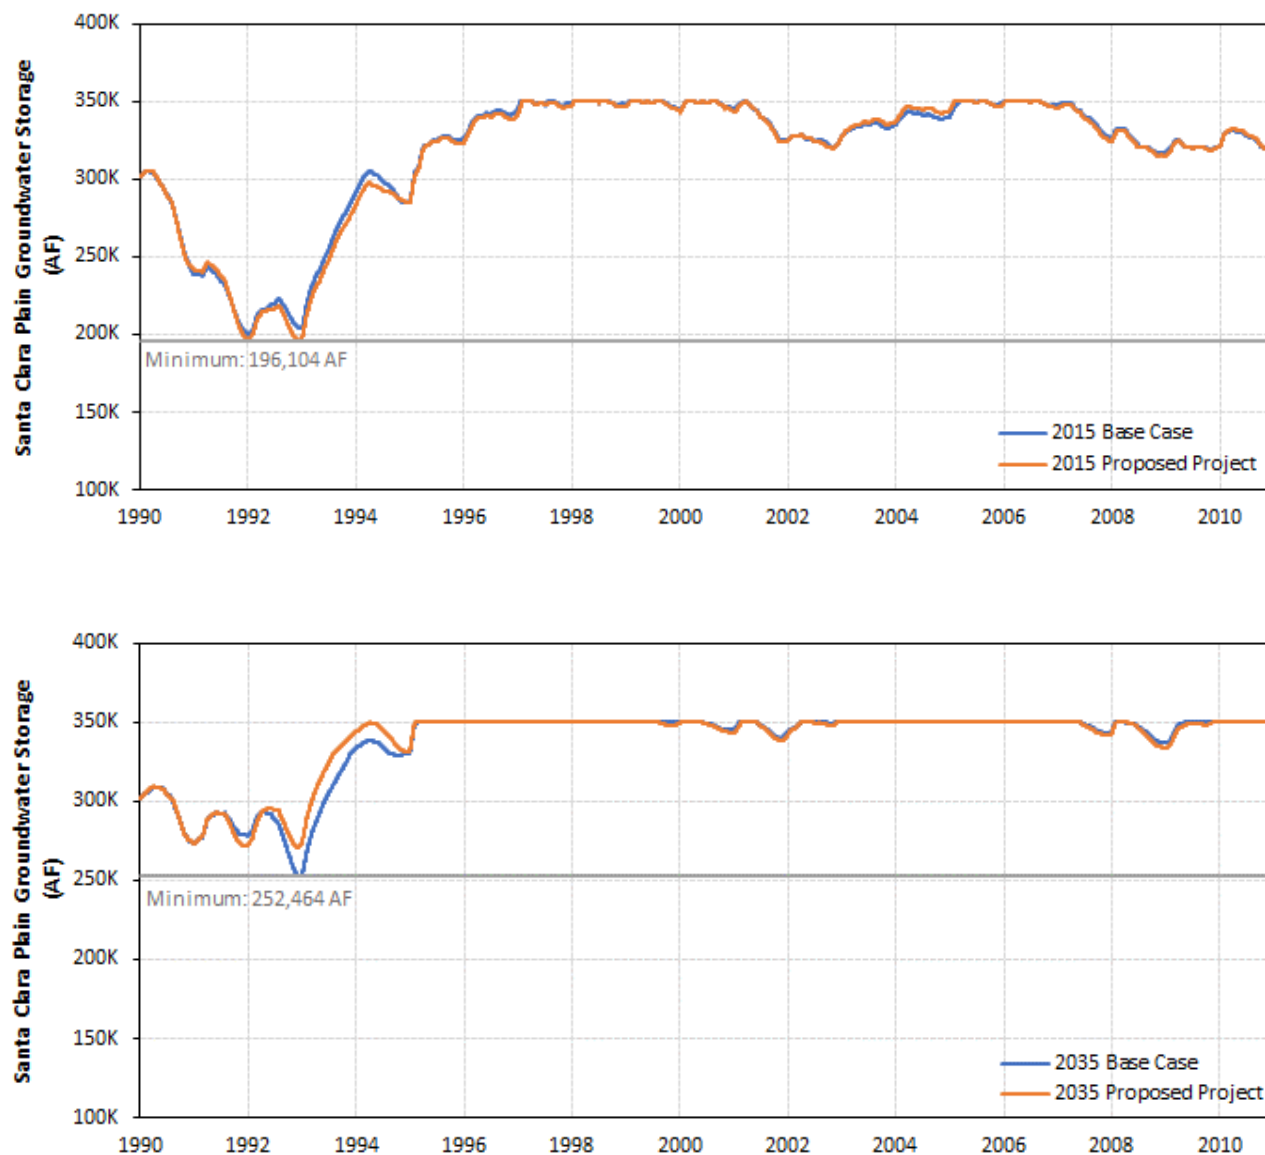 Santa Clara Plain Groundwater Storage
(AF)
400K
350K
300K
250K
200K
150K
100K
Minimum: 196,104 AF
2015 Base Case
2015 Proposed Project
1990 1992 1994 1996 1998 2000 2002 2004 2006 2008 2010
Santa Clara Plain Groundwater Storage
(AF)
400K
350K
300K
250K
200K
150K
100K
Minimum: 252,464 AF
2035 Base Case
2035 Proposed Project
1990 1992 1994 1996 1998 2000 2002 2004 2006 2008 2010